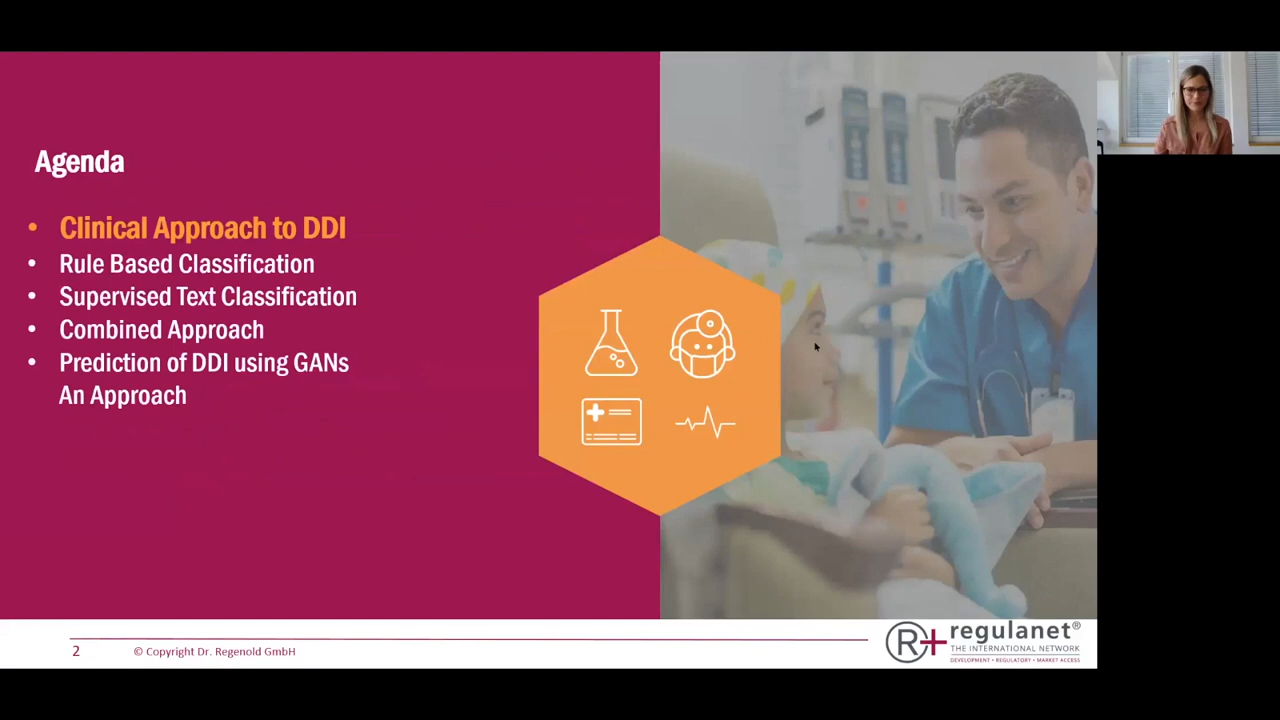 Agenda
• Clinical Approach to DDI
• Rule Based Classification
• Supervised Text Classification
• Combined Approach
• Prediction of DDI using GANs
An Approach
2
© Copyright Dr. Regenold GmbH
R+ regulanet®
THE INTERNATIONAL NETWORK
DEVELOPMENT • REGULATORY • MARKET ACCESS